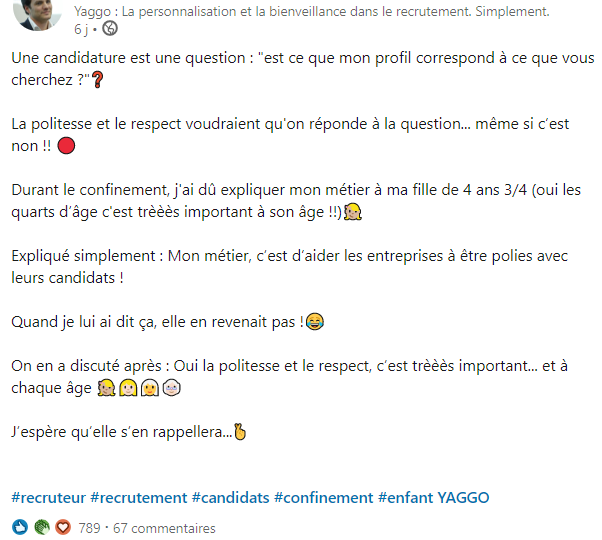 Yaggo : La personnalisation et la bienveillance dans le recrutement. Simplement.
6 j •
Une candidature est une question : "est ce que mon profil correspond à ce que vous
cherchez ?"❓
La politesse et le respect voudraient qu'on réponde à la question... même si c'est
non !! 🔴
Durant le confinement, j'ai dû expliquer mon métier à ma fille de 4 ans 3/4 (oui les
quarts d'âge c'est trèèès important à son âge !!)
Expliqué simplement : Mon métier, c'est d'aider les entreprises à être polies avec
leurs candidats !
Quand je lui ai dit ça, elle en revenait pas !😂
On en a discuté après : Oui la politesse et le respect, c'est trèèès important... et à
chaque âge
J'espère qu'elle s'en rappellera...
#recruteur #recrutement #candidats #confinement #enfant YAGGO
789 · 67 commentaires